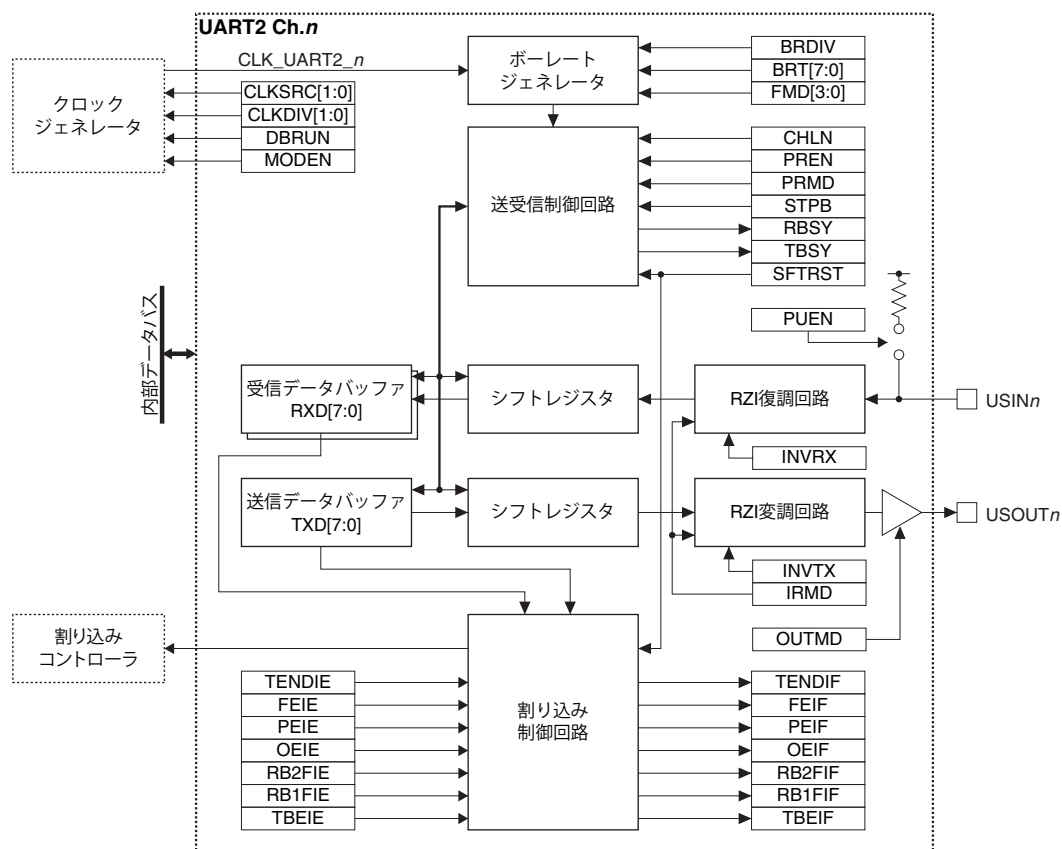 UART2 Ch.n
CLK_UART2_n
クロック
ジェネレータ
CLKSRC[1:0]
CLKDIV[1:0]
DBRUN
MODEN
ボーレート
ジェネレータ
BRDIV
BRT[7:0]
FMD[3:0]
送受信制御回路
CHLN
PREN
PRMD
STPB
RBSY
TBSY
SFTRST
PUEN
内部データバス
受信データバッファ
RXD[7:0]
シフトレジスタ
RZI復調回路
USINn
INVRX
送信データバッファ
TXD[7:0]
シフトレジスタ
RZI変調回路
USOUTn
INVTX
IRMD
OUTMD
割り込み
コントローラ
割り込み
制御回路
TENDIE
FEIE
PEIE
OEIE
RB2FIE
RB1FIE
TBEIE
TENDIF
FEIF
PEIF
OEIF
RB2FIF
RB1FIF
TBEIF